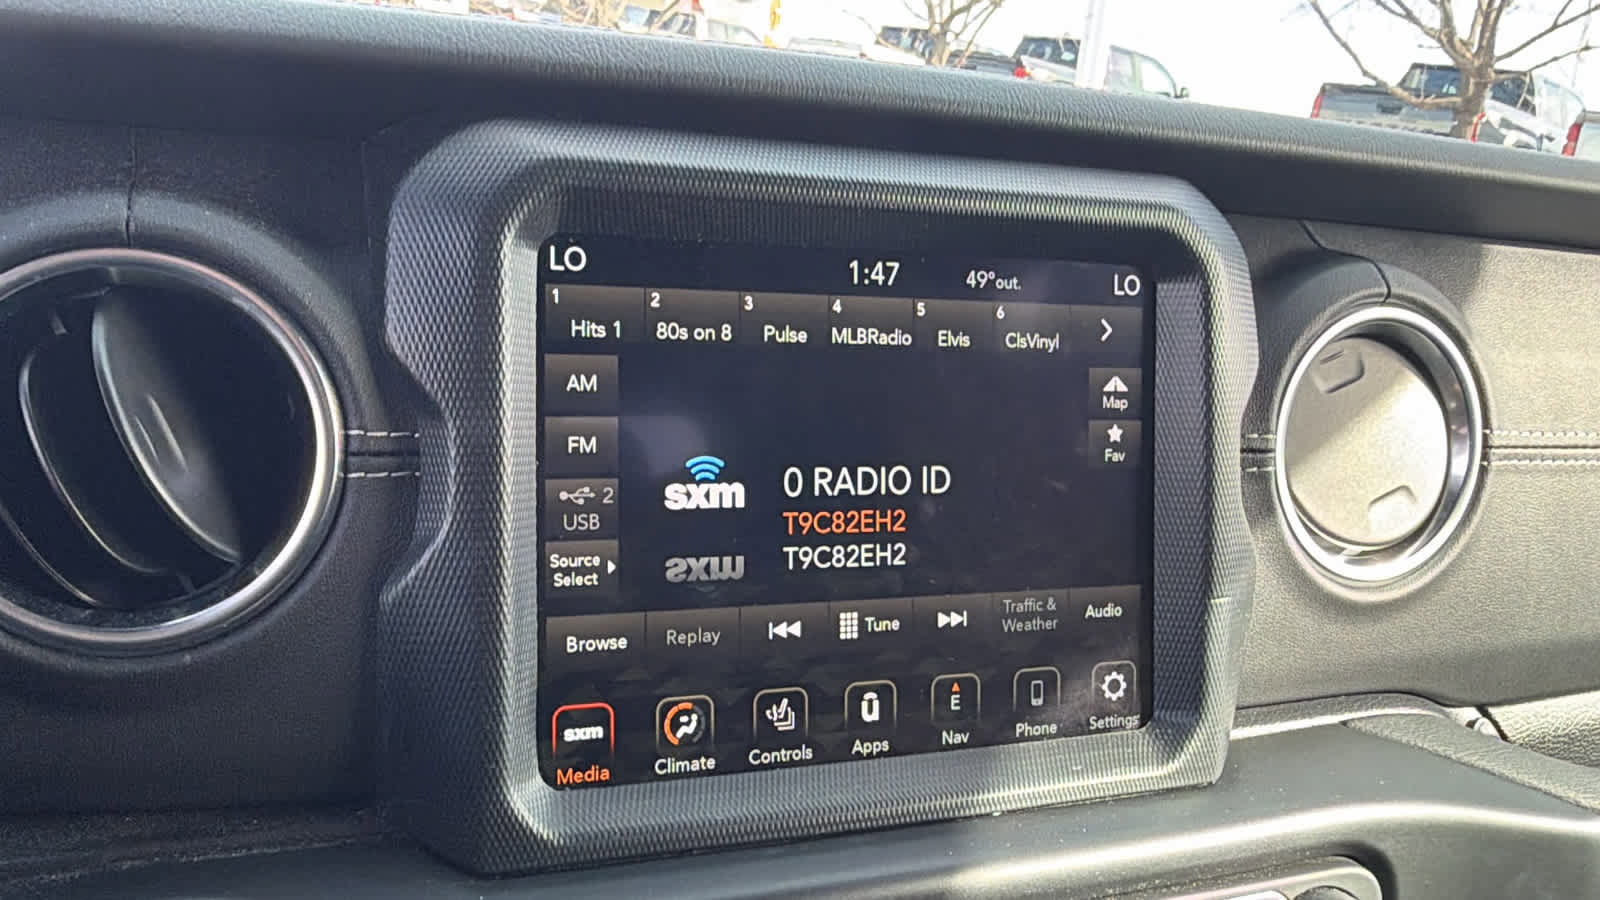 LO 1:47 49°out. LO
1 2 3 4 5 6
Hits 1 80s on 8 Pulse MLBRadio Elvis ClsVinyl
AM
Map
FM
Fav
2
USB
sxm 0 RADIO ID
T9C82EH2
T9C82EH2
Source
Select
Browse Replay Tune Traffic &
Weather
Audio
sxm
ü
E
Media Climate Controls Apps Nav Phone Settings